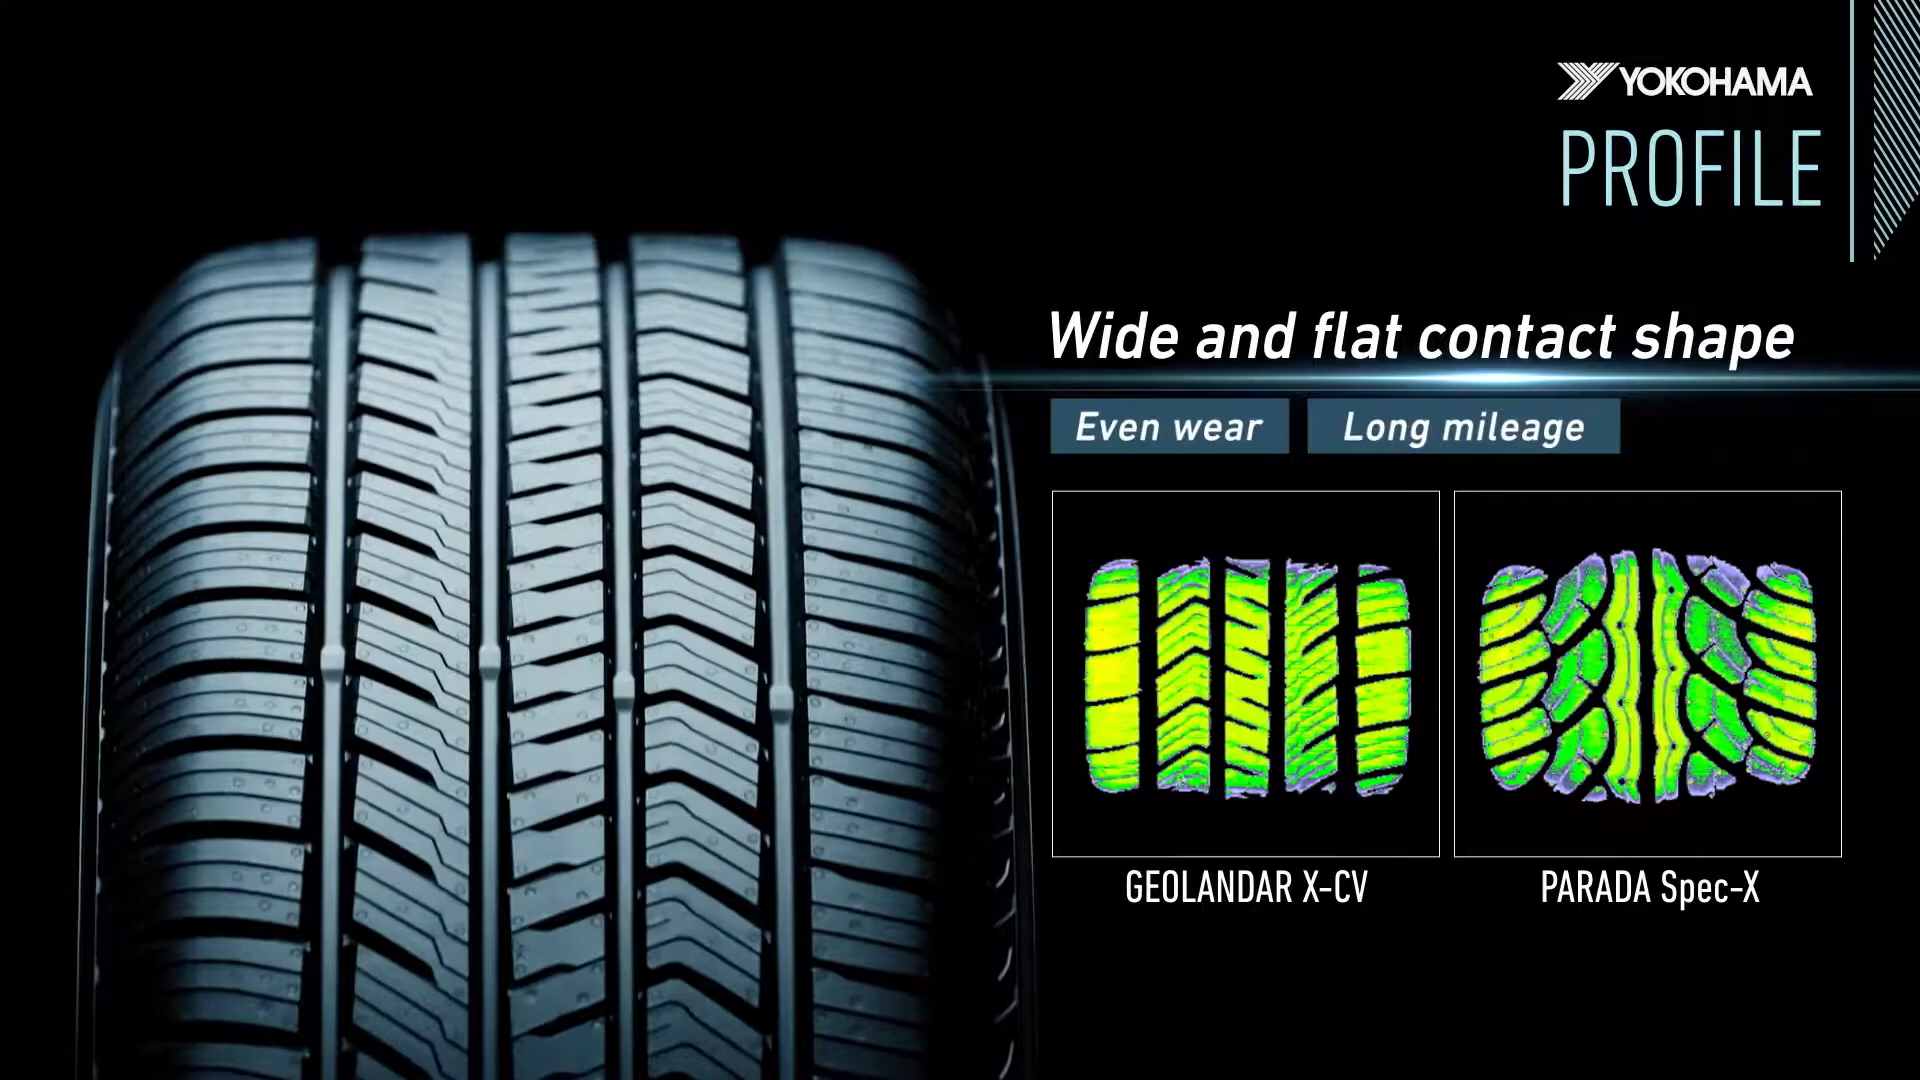 YOKOHAMA
PROFILE
Wide and flat contact shape
Even wear
Long mileage
GEOLANDAR X-CV
PARADA Spec-X